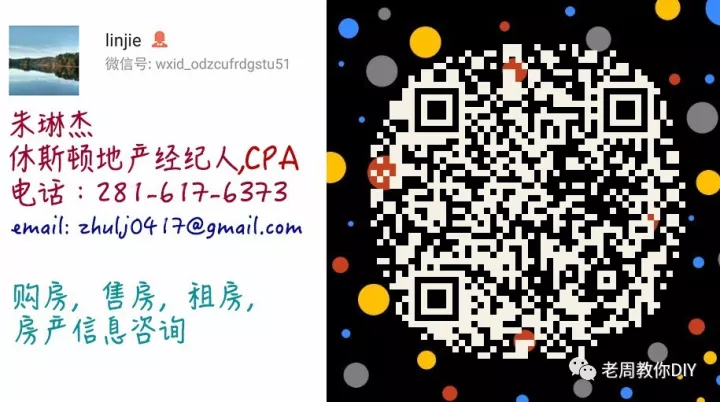 linjie
微信号: wxid_odzcufrdgstu51
朱琳杰
休斯顿地产经纪人,CPA
电话：281-617-6373
email: zhulj0417@gmail.com
购房，售房，租房，
房产信息咨询
老周教你DIY